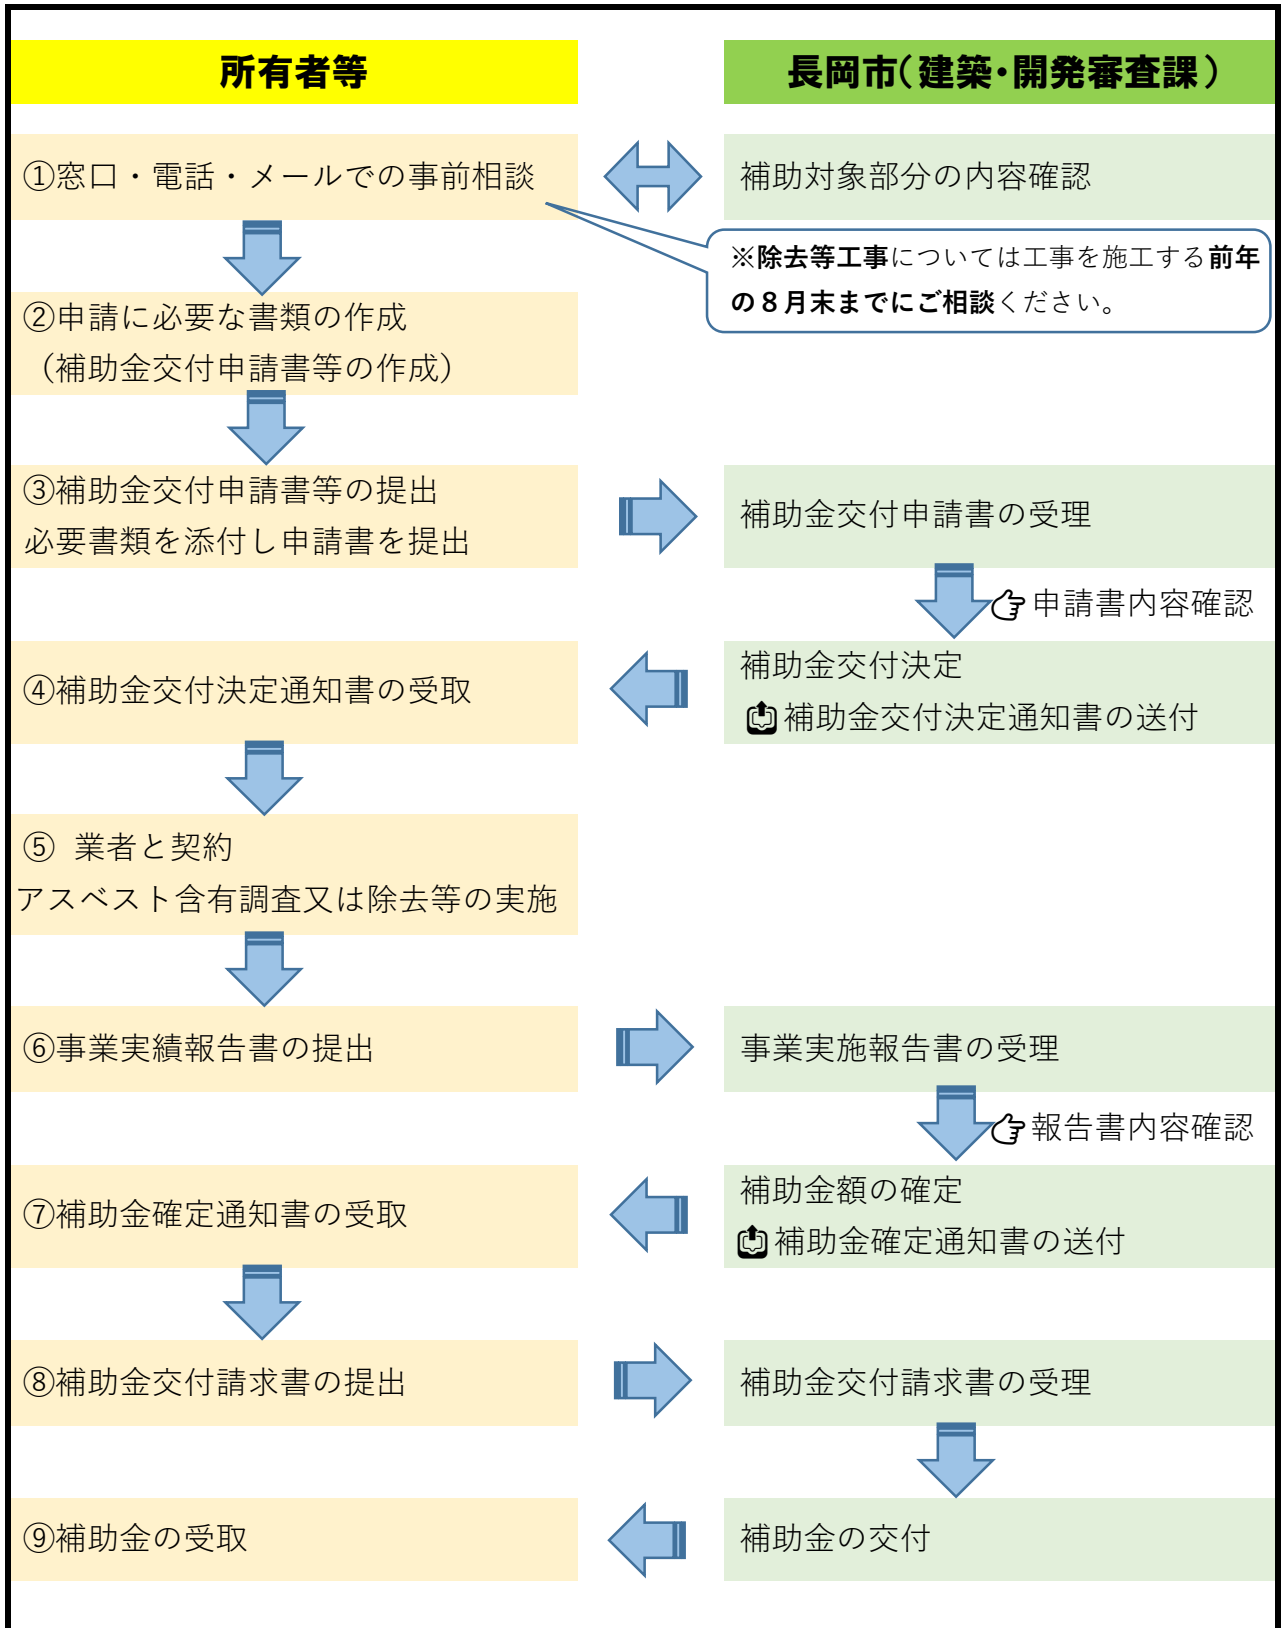 所有者等
長岡市(建築・開発審査課)
①窓口・電話・メールでの事前相談
補助対象部分の内容確認
※除去等工事については工事を施工する前年
の８月末までにご相談ください。
②申請に必要な書類の作成
（補助金交付申請書等の作成）
③補助金交付申請書等の提出
必要書類を添付し申請書を提出
補助金交付申請書の受理
申請書内容確認
④補助金交付決定通知書の受取
補助金交付決定
補助金交付決定通知書の送付
⑤ 業者と契約
アスベスト含有調査又は除去等の実施
⑥事業実績報告書の提出
事業実施報告書の受理
報告書内容確認
⑦補助金確定通知書の受取
補助金額の確定
補助金確定通知書の送付
⑧補助金交付請求書の提出
補助金交付請求書の受理
⑨補助金の受取
補助金の交付